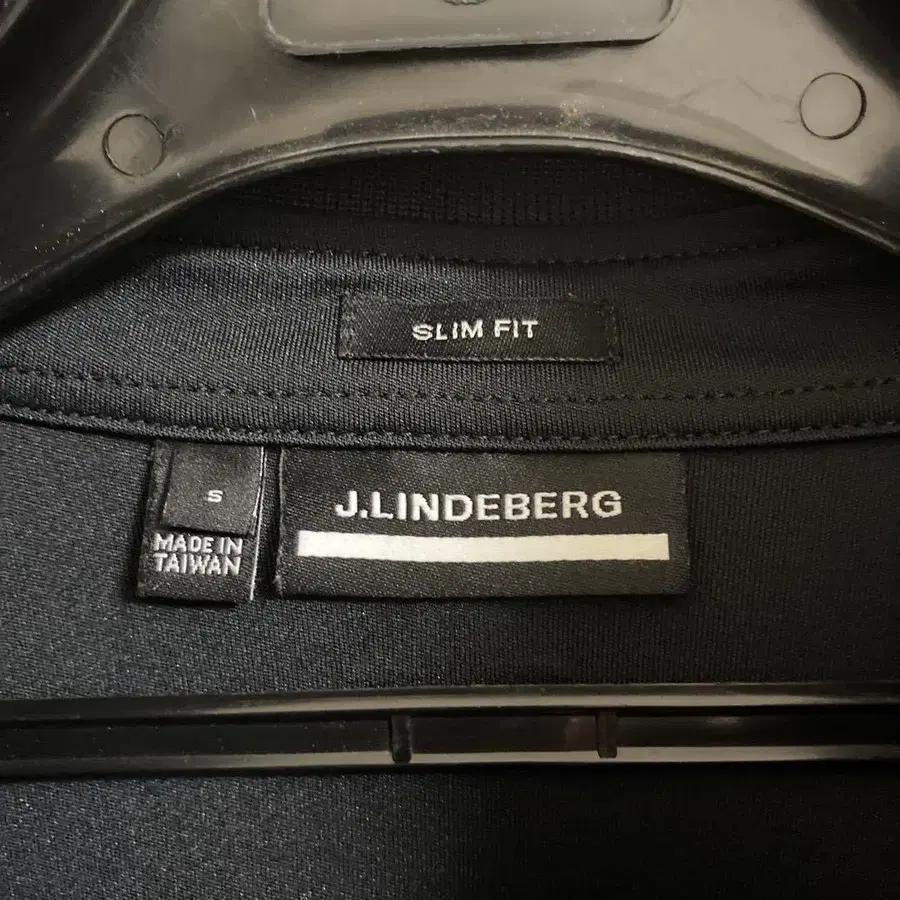 SLIM FIT
S
MADE IN
TAIWAN
J.LINDEBERG